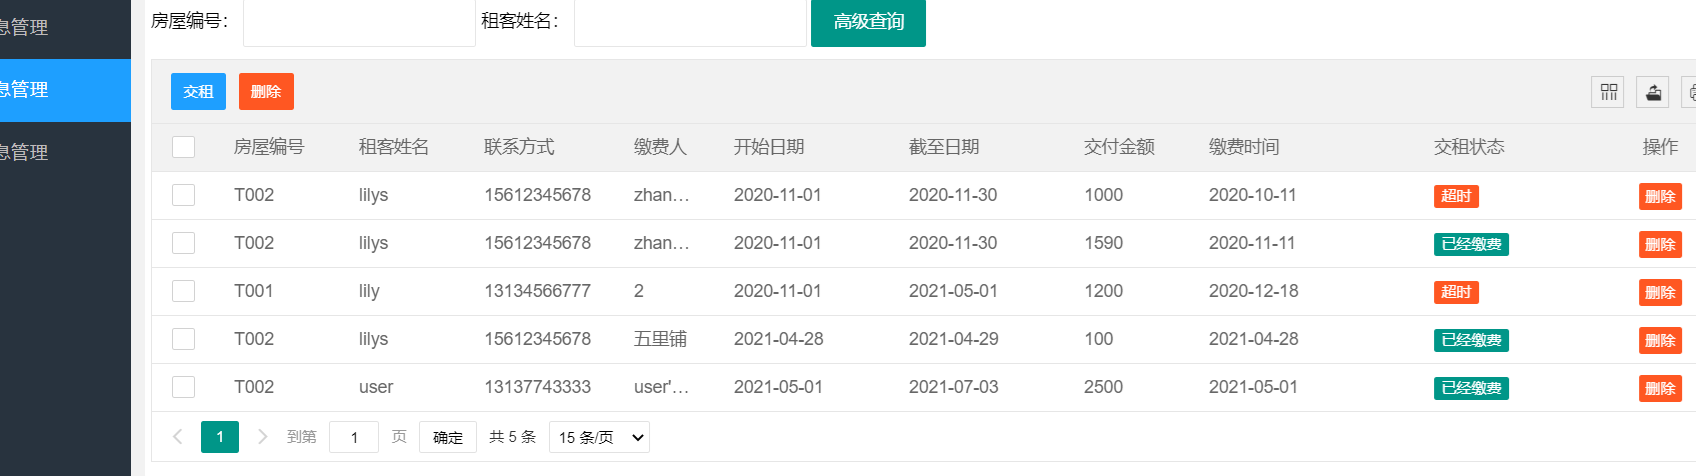 息管理
息管理
息管理
房屋编号： 租客姓名： 高级查询
交租 删除
房屋编号 租客姓名 联系方式 缴费人 开始日期 截至日期 交付金额 缴费时间 交租状态 操作
T002 lilys 15612345678 zhan... 2020-11-01 2020-11-30 1000 2020-10-11 超时 删除
T002 lilys 15612345678 zhan... 2020-11-01 2020-11-30 1590 2020-11-11 已经缴费 删除
T001 lily 13134566777 2 2020-11-01 2021-05-01 1200 2020-12-18 超时 删除
T002 lilys 15612345678 五里铺 2021-04-28 2021-04-29 100 2021-04-28 已经缴费 删除
T002 user 13137743333 user'... 2021-05-01 2021-07-03 2500 2021-05-01 已经缴费 删除
1 到第 1 页 确定 共 5 条 15 条/页